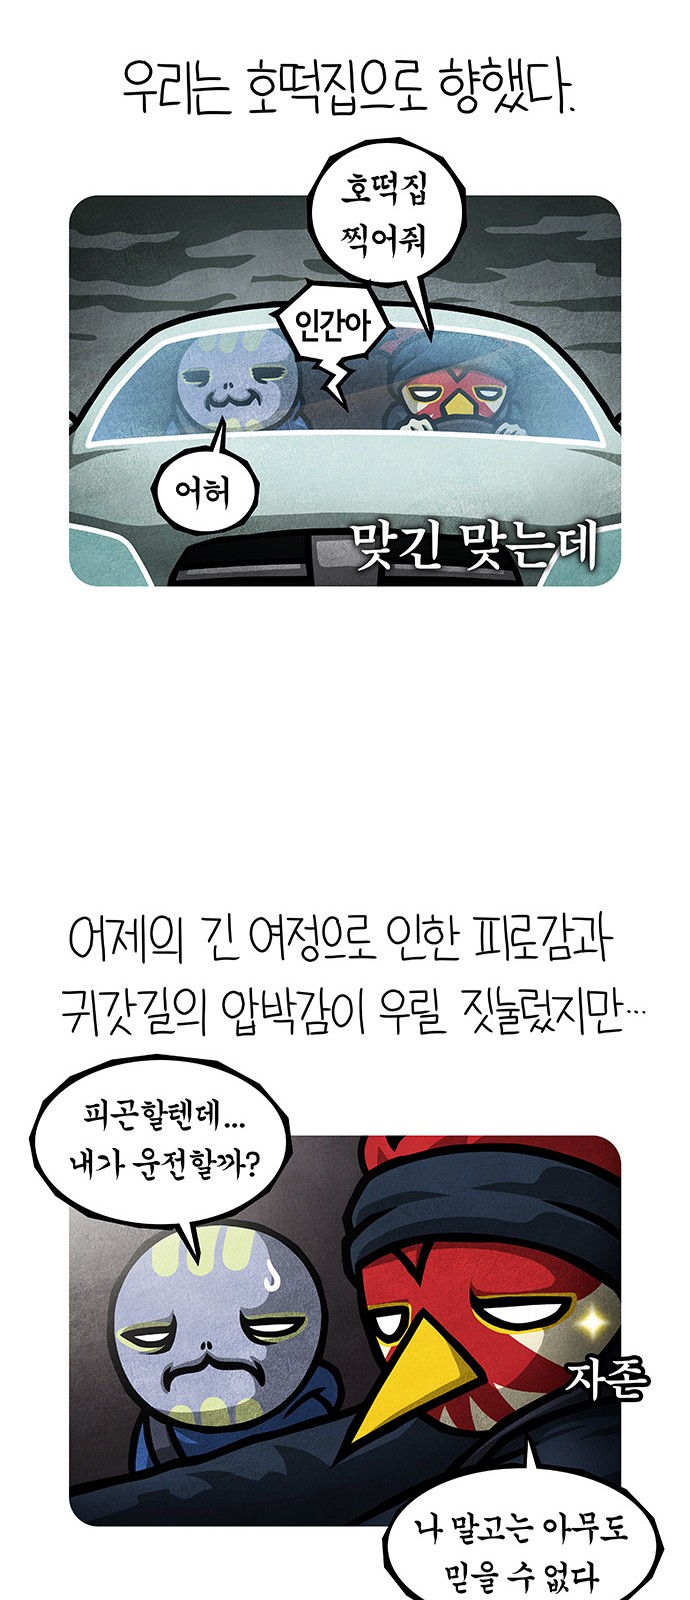 우리는 호떡집으로 향했다.
호떡집
찍어줘
인간아
어허
맞긴 맞는데
어제의 긴 여정으로 인한 피로감과
귀갓길의 압박감이 우릴 짓눌렀지만...
피곤할텐데...
내가 운전할까?
자존
나 말고는 아무도
믿을 수 없다